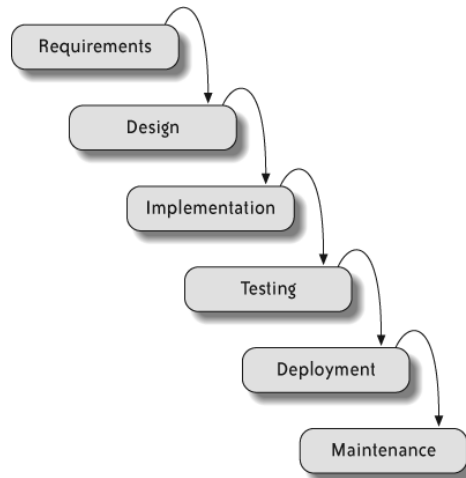 Requirements
Design
Implementation
Testing
Deployment
Maintenance